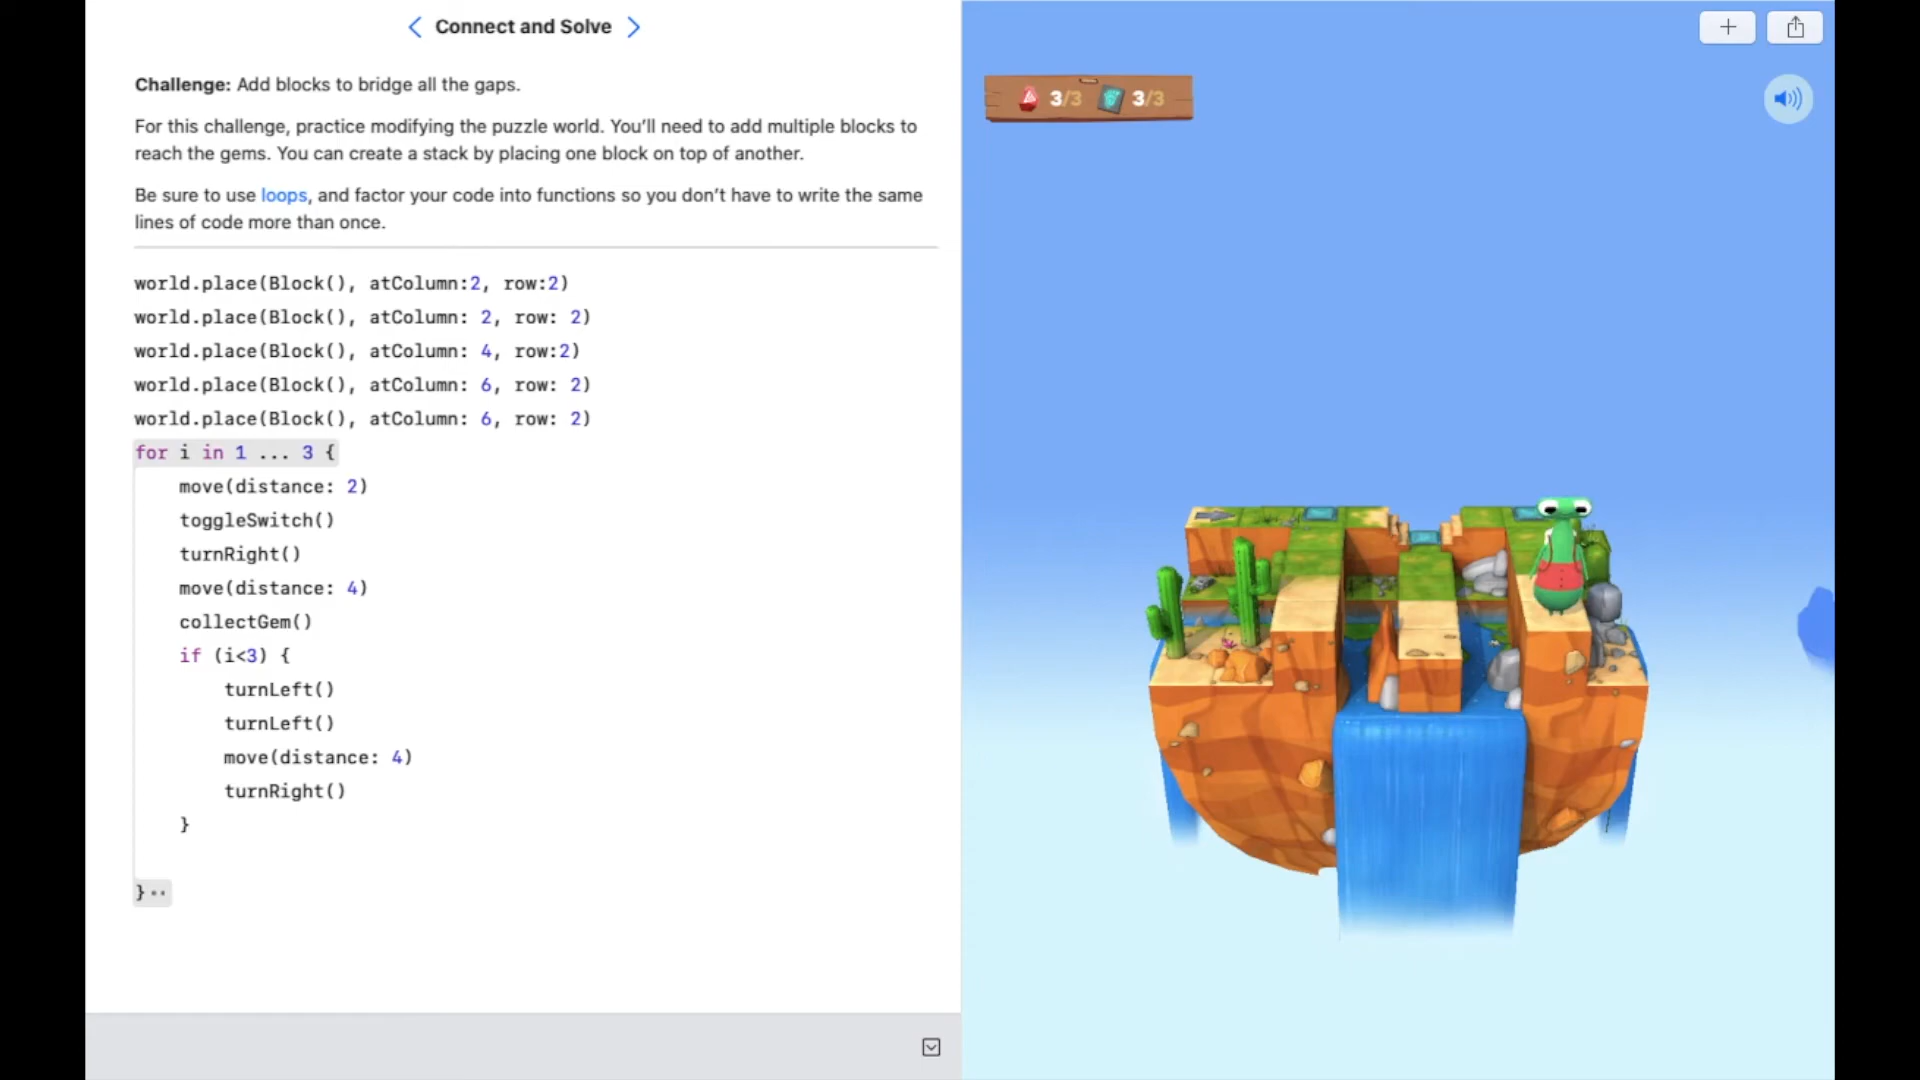 Connect and Solve
Challenge: Add blocks to bridge all the gaps.
For this challenge, practice modifying the puzzle world. You’ll need to add multiple blocks to
reach the gems. You can create a stack by placing one block on top of another.
Be sure to use loops, and factor your code into functions so you don’t have to write the same
lines of code more than once.
world.place(Block(), atColumn:2, row:2)
world.place(Block(), atColumn: 2, row: 2)
world.place(Block(), atColumn: 4, row:2)
world.place(Block(), atColumn: 6, row: 2)
world.place(Block(), atColumn: 6, row: 2)
for i in 1 ... 3 {
move(distance: 2)
toggleSwitch()
turnRight()
move(distance: 4)
collectGem()
if (i<3) {
turnLeft()
turnLeft()
move(distance: 4)
turnRight()
}
}
3/3 3/3